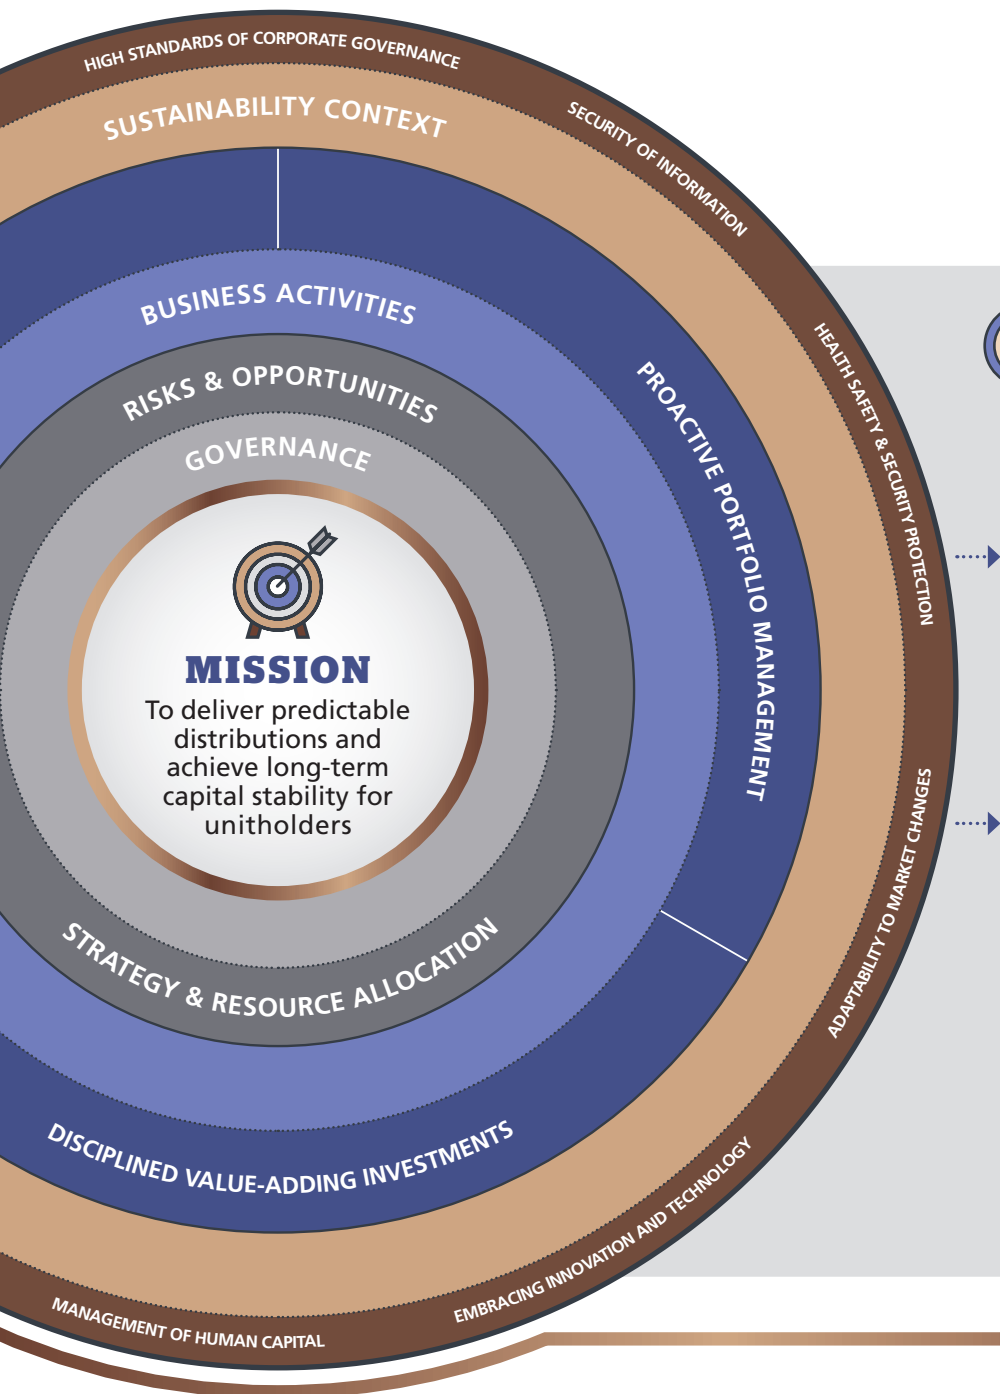 HIGH STANDARDS OF CORPORATE GOVERNANCE
SECURITY OF INFORMATION
HEALTH SAFETY & SECURITY PROTECTION
ADAPTABILITY TO MARKET CHANGES
EMBRACING INNOVATION AND TECHNOLOGY
MANAGEMENT OF HUMAN CAPITAL
SUSTAINABILITY CONTEXT
PROACTIVE PORTFOLIO MANAGEMENT
DISCIPLINED VALUE-ADDING INVESTMENTS
BUSINESS ACTIVITIES
RISKS & OPPORTUNITIES
STRATEGY & RESOURCE ALLOCATION
GOVERNANCE
MISSION
To deliver predictable
distributions and
achieve long-term
capital stability for
unitholders